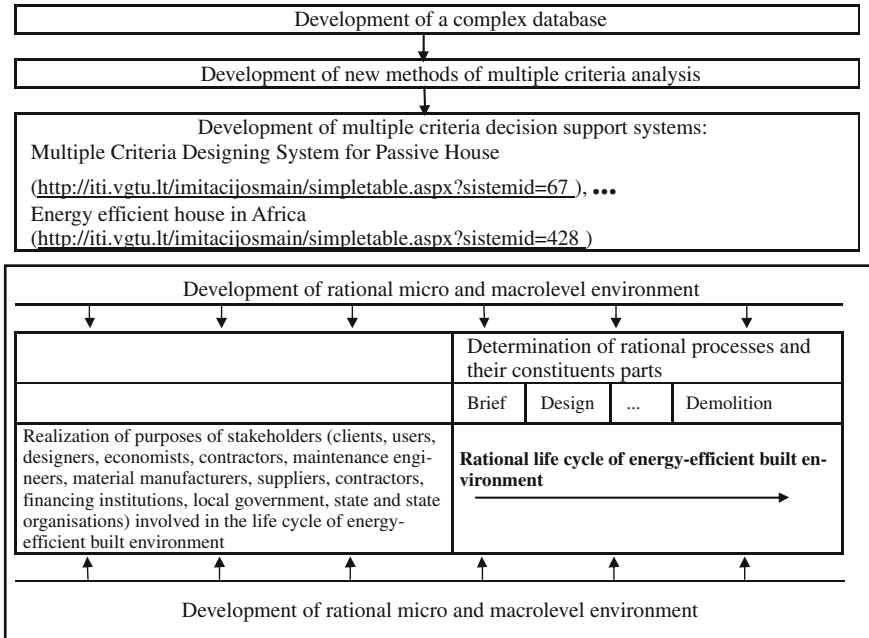 Development of a complex database
Development of new methods of multiple criteria analysis
Development of multiple criteria decision support systems:
Multiple Criteria Designing System for Passive House
(http://iti.vgtu.lt/imitacijosmain/simpletable.aspx?sistemid=67 ), ...
Energy efficient house in Africa
(http://iti.vgtu.lt/imitacijosmain/simpletable.aspx?sistemid=428 )
Development of rational micro and macrolevel environment
Determination of rational processes and
their constituents parts
Brief Design ... Demolition
Realization of purposes of stakeholders (clients, users,
designers, economists, contractors, maintenance engi-
neers, material manufacturers, suppliers, contractors,
financing institutions, local government, state and state
organisations) involved in the life cycle of energy-
efficient built environment
Rational life cycle of energy-efficient built en-
vironment
Development of rational micro and macrolevel environment